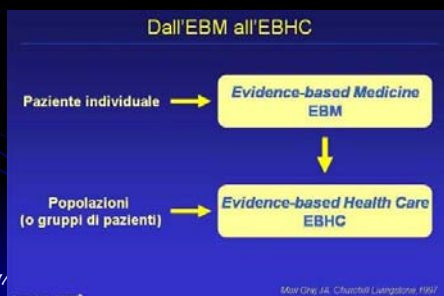 Dall'EBM all'EBHC
Paziente individuale
Evidence-based Medicine
EBM
Popolazioni
(o gruppi di pazienti)
Evidence-based Health Care
EBHC
Muir Gray, JA. Churchill Livingstone, 1997